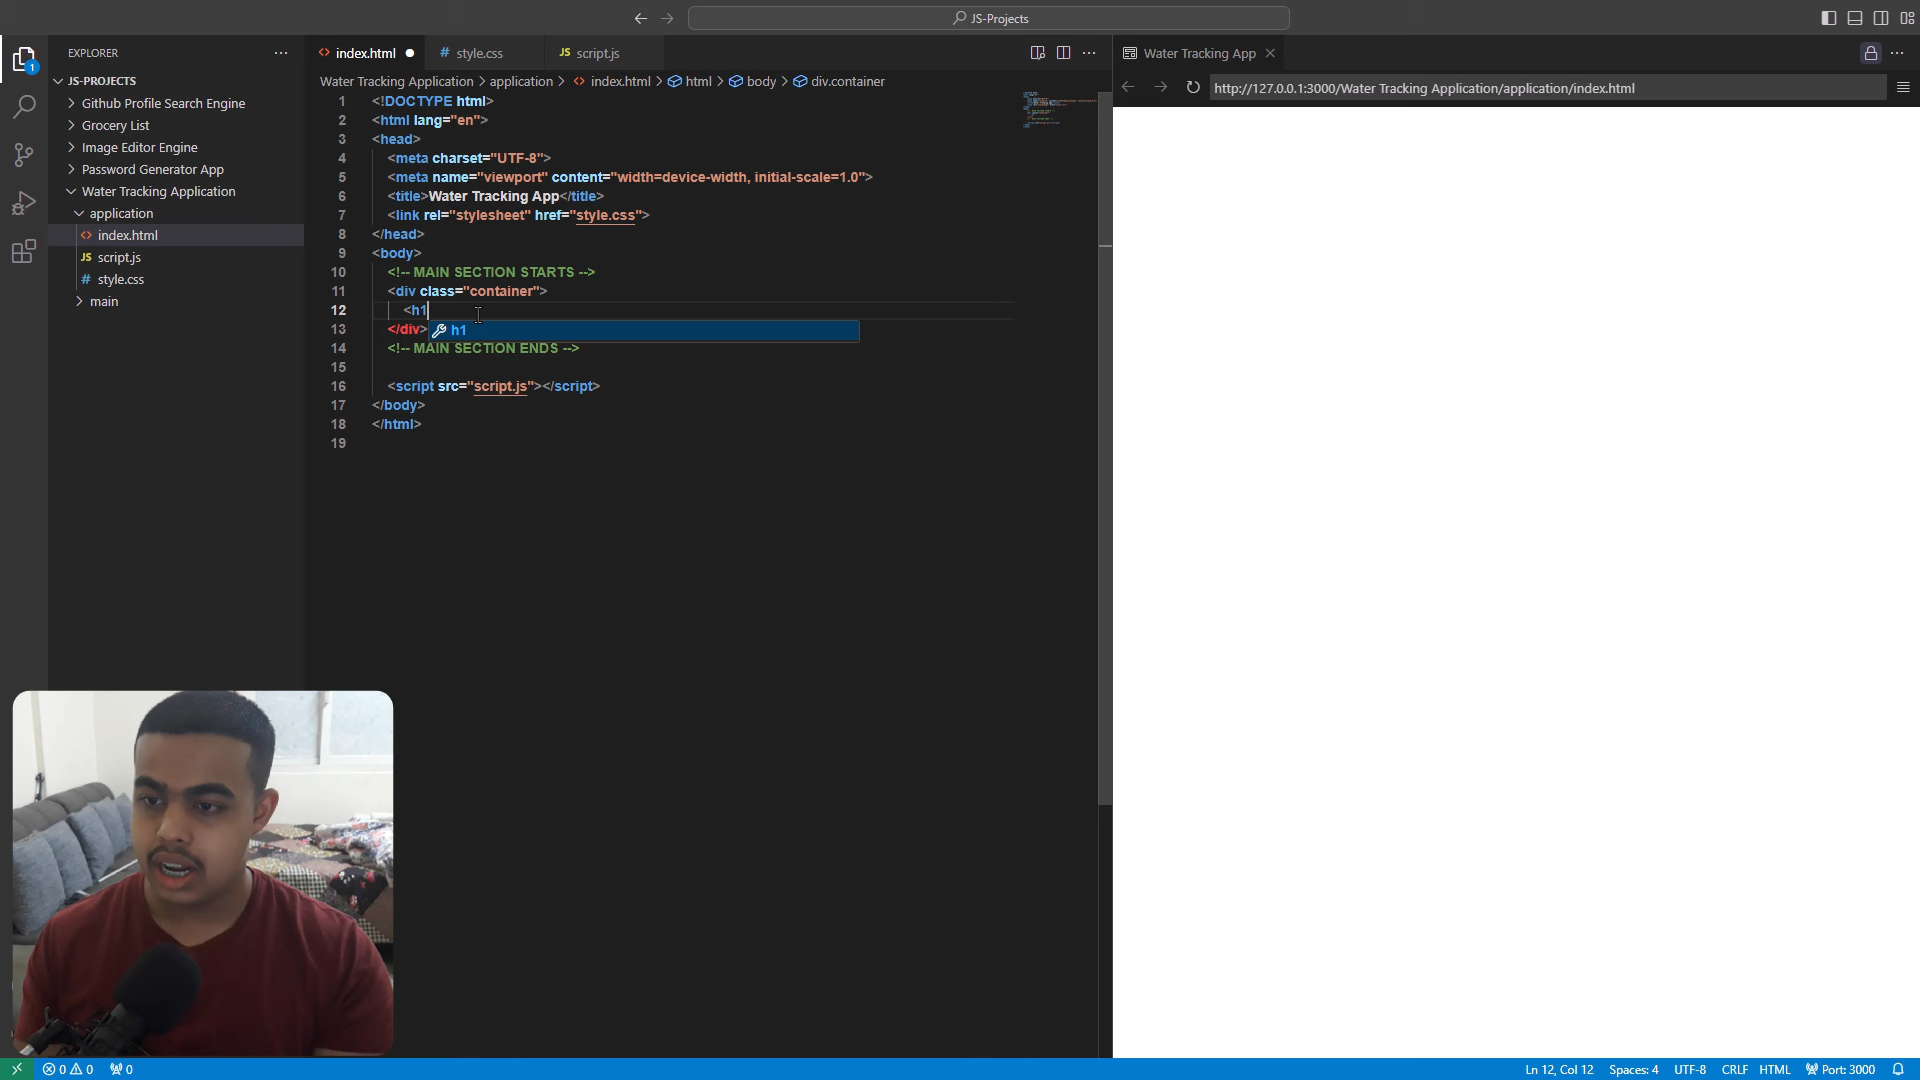 JS-Projects
EXPLORER
1
JS-PROJECTS
Github Profile Search Engine
Grocery List
Image Editor Engine
Password Generator App
Water Tracking Application
application
index.html
JS script.js
# style.css
main
index.html
# style.css
JS script.js
Water Tracking Application > application > index.html > html > body > div.container
1 <!DOCTYPE html>
2 <html lang="en">
3 <head>
4 <meta charset="UTF-8">
5 <meta name="viewport" content="width=device-width, initial-scale=1.0">
6 <title>Water Tracking App</title>
7 <link rel="stylesheet" href="style.css">
8 </head>
9 <body>
10 <!-- MAIN SECTION STARTS -->
11 <div class="container">
12 <h1
13 </div>
h1
14 <!-- MAIN SECTION ENDS -->
15
16 <script src="script.js"></script>
17 </body>
18 </html>
19
Water Tracking App
http://127.0.0.1:3000/Water Tracking Application/application/index.html
0 0 0
Ln 12, Col 12 Spaces: 4 UTF-8 CRLF HTML Port: 3000